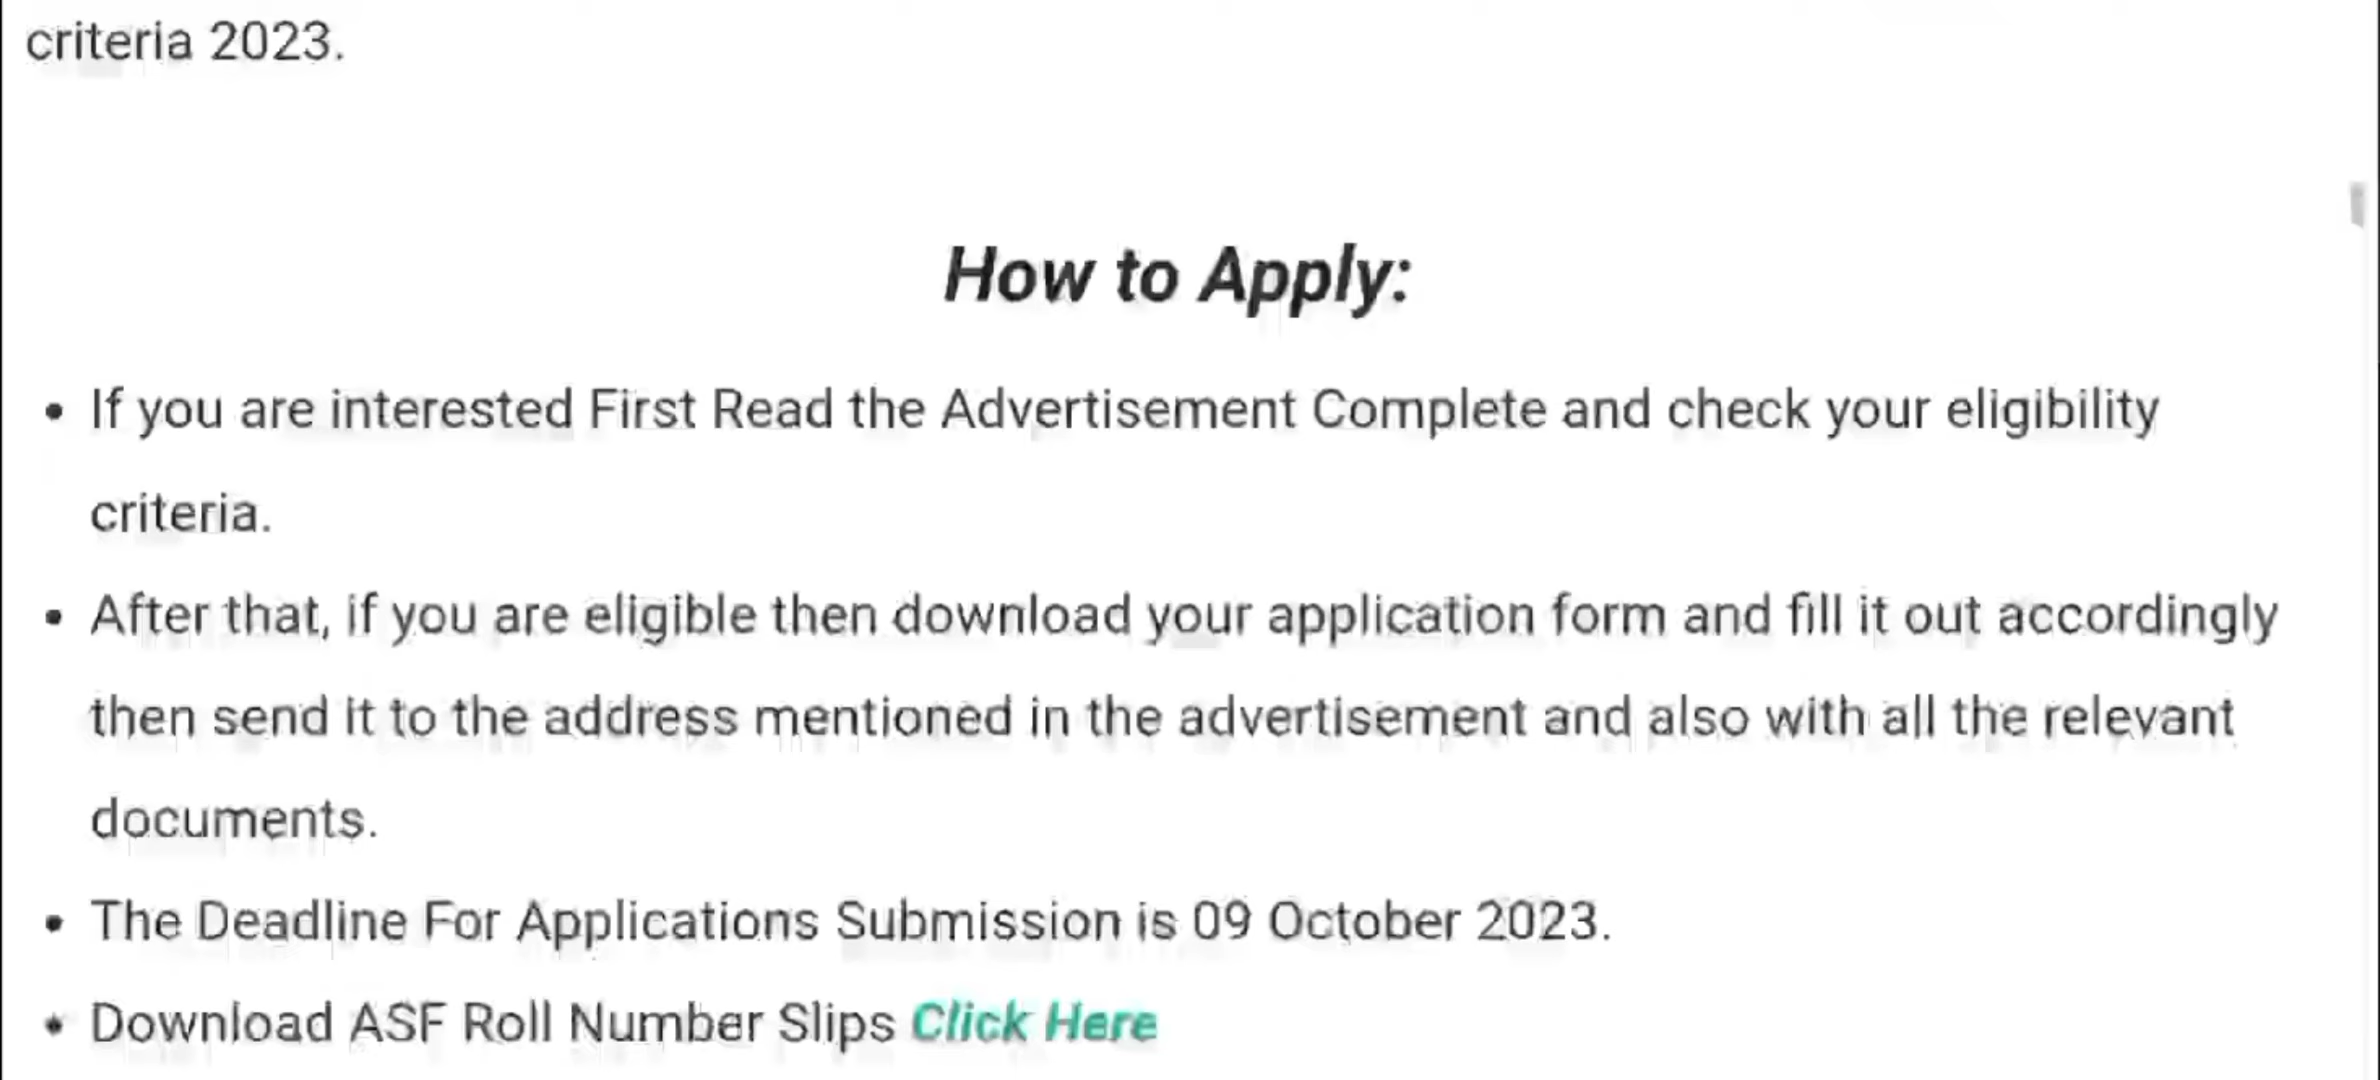 criteria 2023.
How to Apply:
• If you are interested First Read the Advertisement Complete and check your eligibility
criteria.
• After that, if you are eligible then download your application form and fill it out accordingly
then send it to the address mentioned in the advertisement and also with all the relevant
documents.
• The Deadline For Applications Submission is 09 October 2023.
• Download ASF Roll Number Slips Click Here